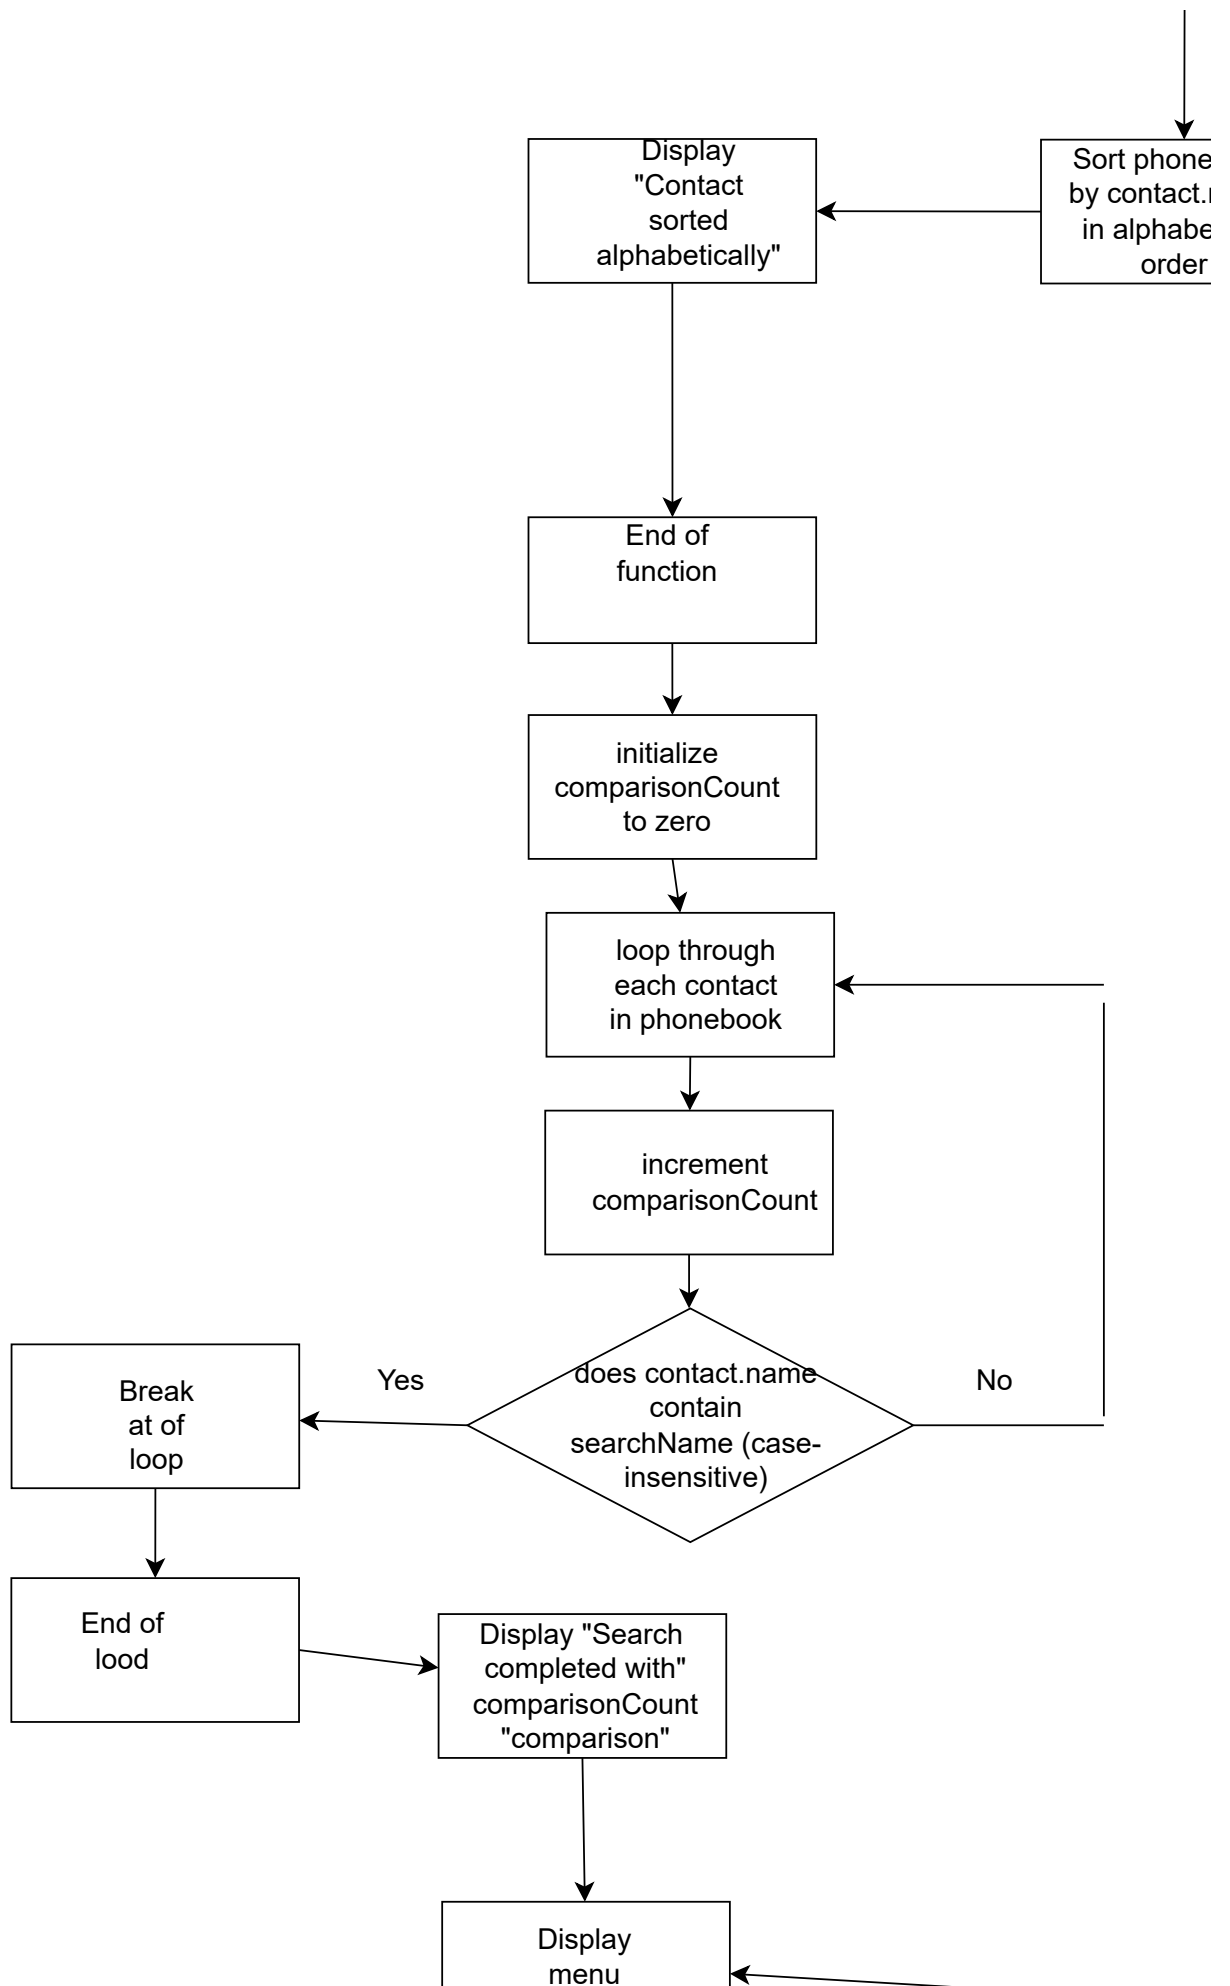 Display
"Contact
sorted
alphabetically"
Sort phone
by contact.
in alphabe
order
End of
function
initialize
comparisonCount
to zero
loop through
each contact
in phonebook
increment
comparisonCount
does contact.name
contain
searchName (case-
insensitive)
Yes
No
Break
at of
loop
End of
lood
Display "Search
completed with"
comparisonCount
"comparison"
Display
menu